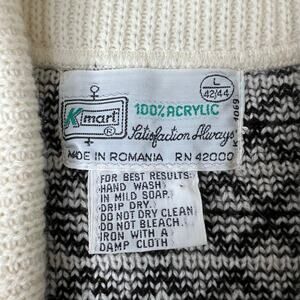 L
42/44
Kmart
®
100% ACRYLIC
Satisfaction Always
K 4069
MADE IN ROMANIA RN 42000
FOR BEST RESULTS:
HAND WASH
IN MILD SOAP.
DRIP DRY.
DO NOT DRY CLEAN
DO NOT BLEACH.
IRON WITH A
DAMP CLOTH